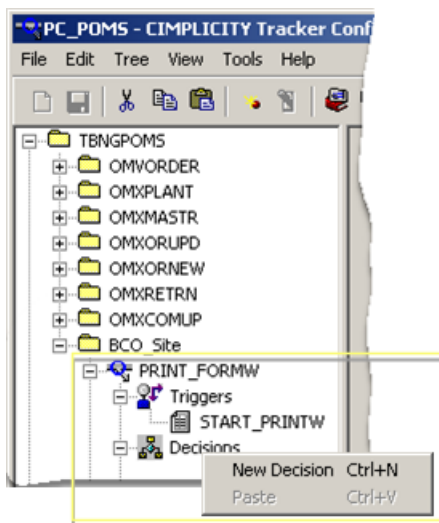 PC_POMS - CIMPLICITY Tracker Conf
File Edit Tree View Tools Help
TBNGPOMS
OMVORDER
OMXPLANT
OMXMASTR
OMXORUPD
OMXORNEW
OMXRETRN
OMXCOMUP
BCO_Site
PRINT_FORMW
Triggers
START_PRINTW
Decisions
New Decision Ctrl+N
Paste Ctrl+V